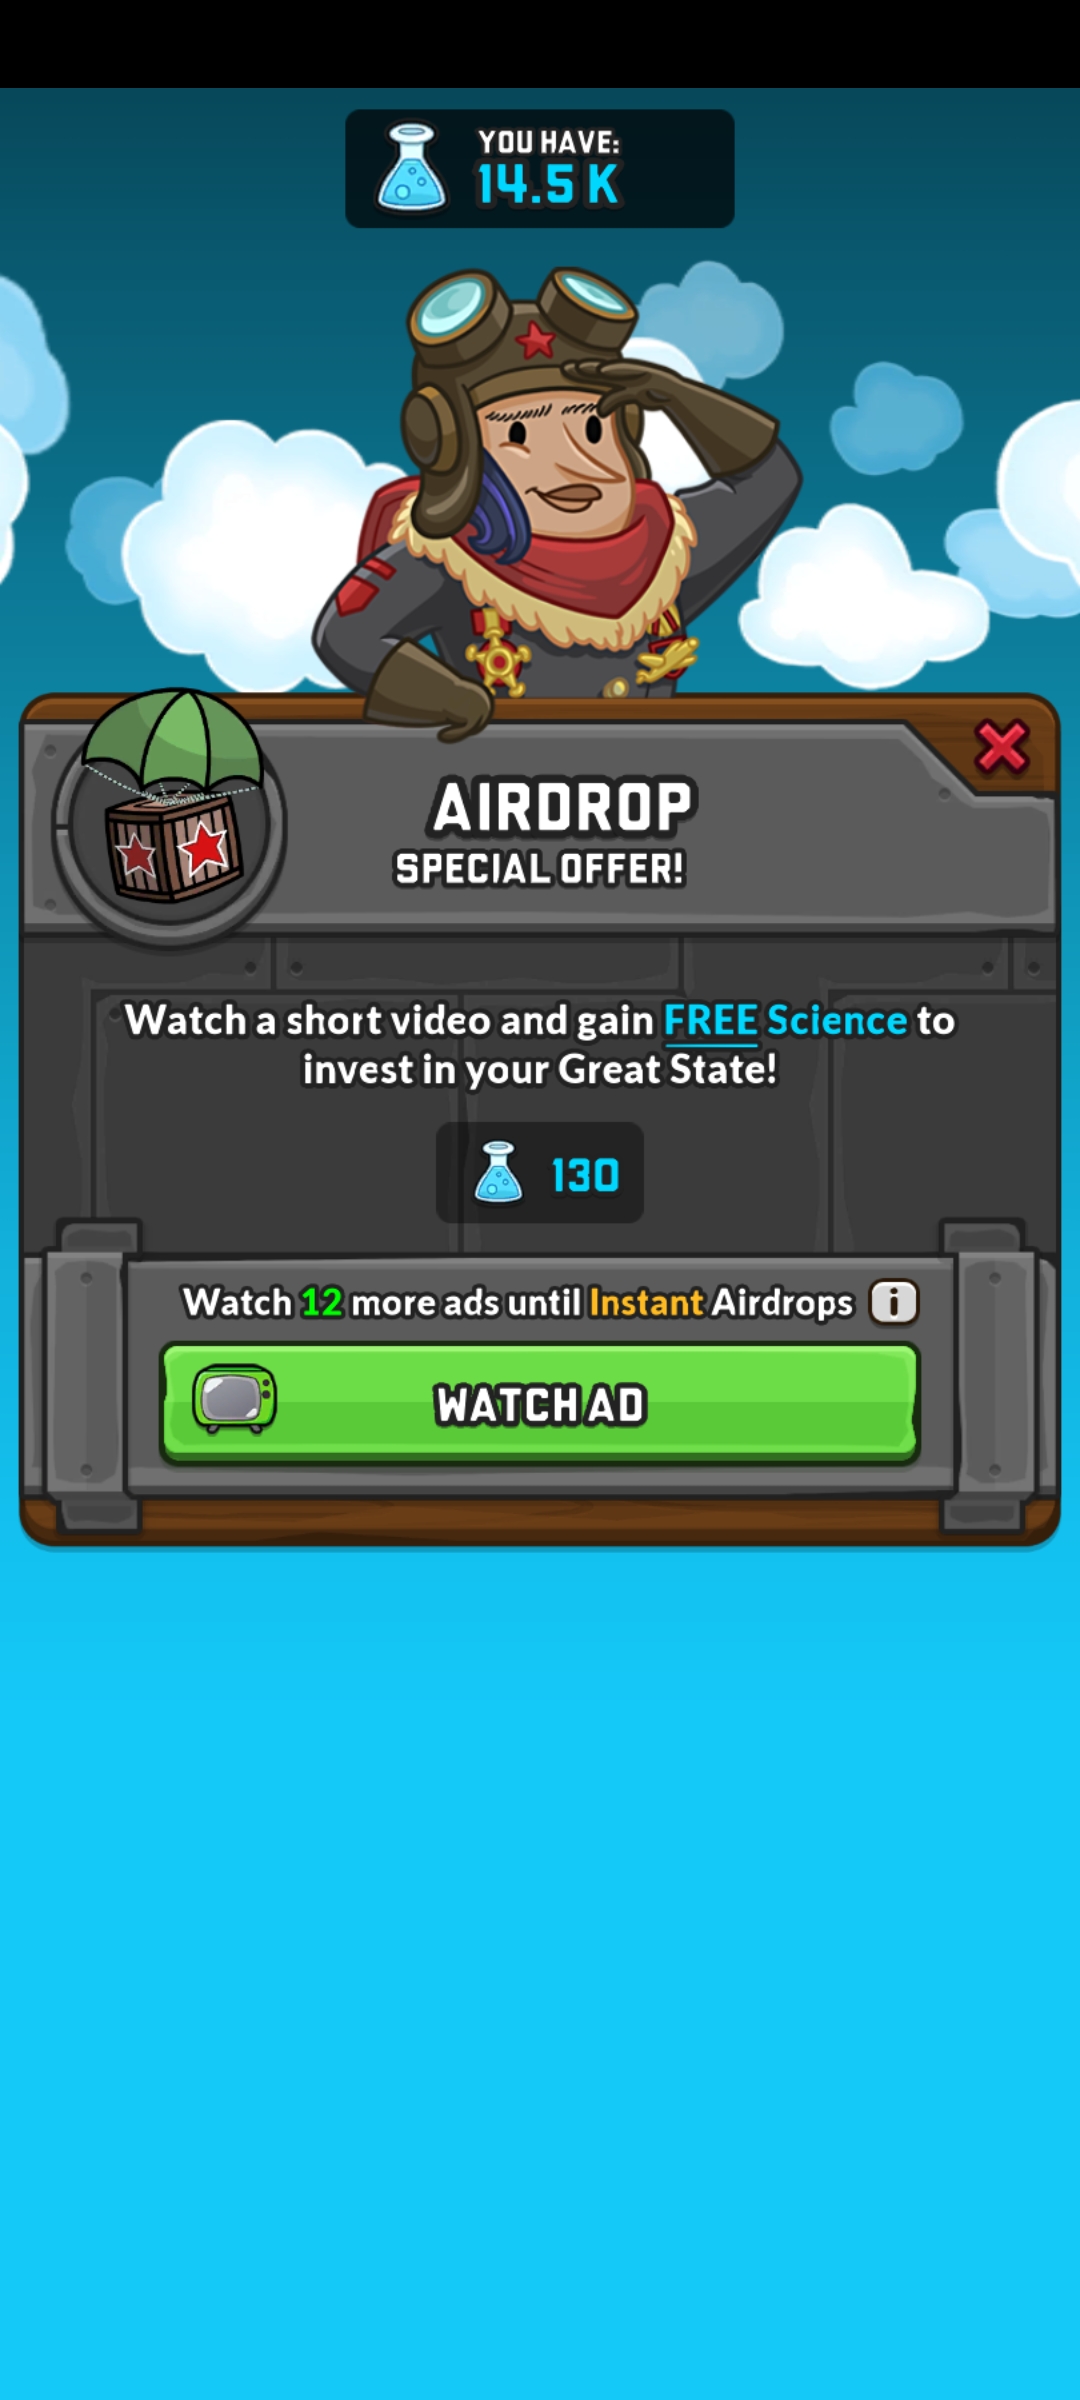 YOU HAVE:
14.5 K
AIRDROP
SPECIAL OFFER!
Watch a short video and gain FREE Science to
invest in your Great State!
130
Watch 12 more ads until Instant Airdrops i
WATCH AD